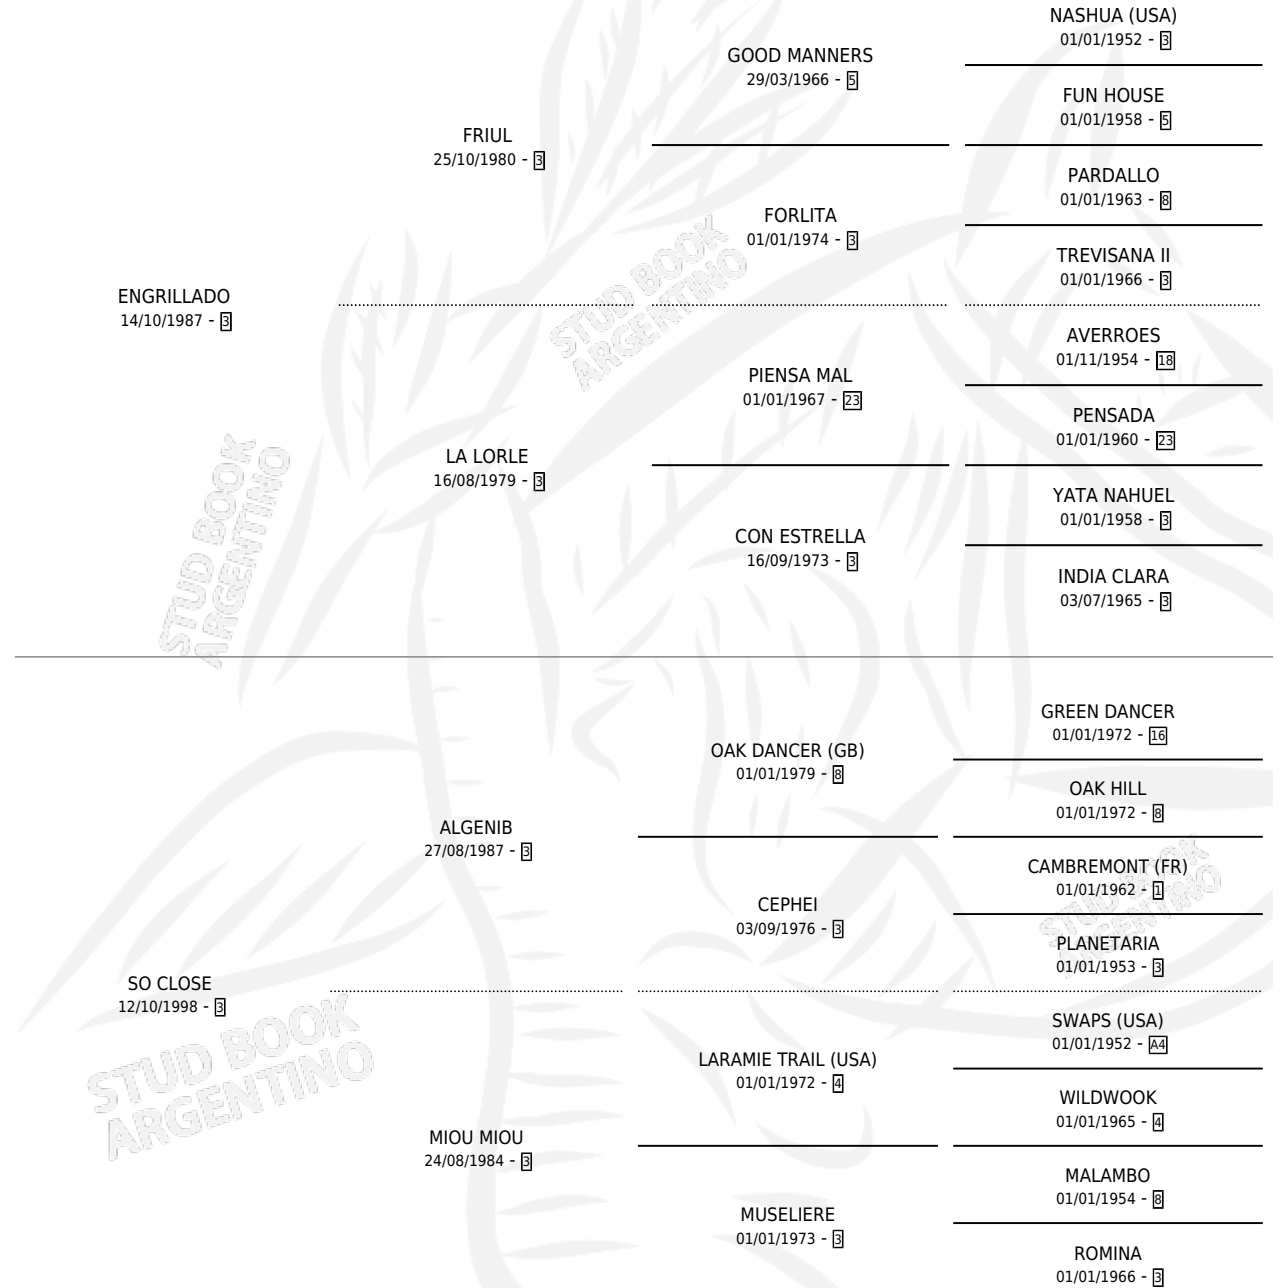 NASHUA (USA)
01/01/1952 - 3
GOOD MANNERS
29/03/1966 - 5
FUN HOUSE
01/01/1958 - 5
FRIUL
25/10/1980 - 3
PARDALLO
01/01/1963 - 8
FORLITA
01/01/1974 - 3
TREVISANA II
01/01/1966 - 3
ENGRILLADO
14/10/1987 - 3
STUD BOOK
ARGENTINO
AVERROES
01/11/1954 - 18
PIENSA MAL
01/01/1967 - 23
PENSADA
01/01/1960 - 23
LA LORLE
16/08/1979 - 3
YATA NAHUEL
01/01/1958 - 3
CON ESTRELLA
16/09/1973 - 3
INDIA CLARA
03/07/1965 - 3
STUD BOOK
ARGENTINO
GREEN DANCER
01/01/1972 - 16
OAK DANCER (GB)
01/01/1979 - 8
OAK HILL
01/01/1972 - 8
ALGENIB
27/08/1987 - 3
CAMBREMONT (FR)
01/01/1962 - 1
CEPHEI
03/09/1976 - 3
PLANETARIA
01/01/1953 - 3
STUD BOOK
ARGENTINO
SO CLOSE
12/10/1998 - 3
SWAPS (USA)
01/01/1952 - A4
LARAMIE TRAIL (USA)
01/01/1972 - 4
WILDWOOK
01/01/1965 - 4
STUD BOOK
ARGENTINO
MIOU MIOU
24/08/1984 - 3
MALAMBO
01/01/1954 - 8
MUSELIERE
01/01/1973 - 3
ROMINA
01/01/1966 - 3